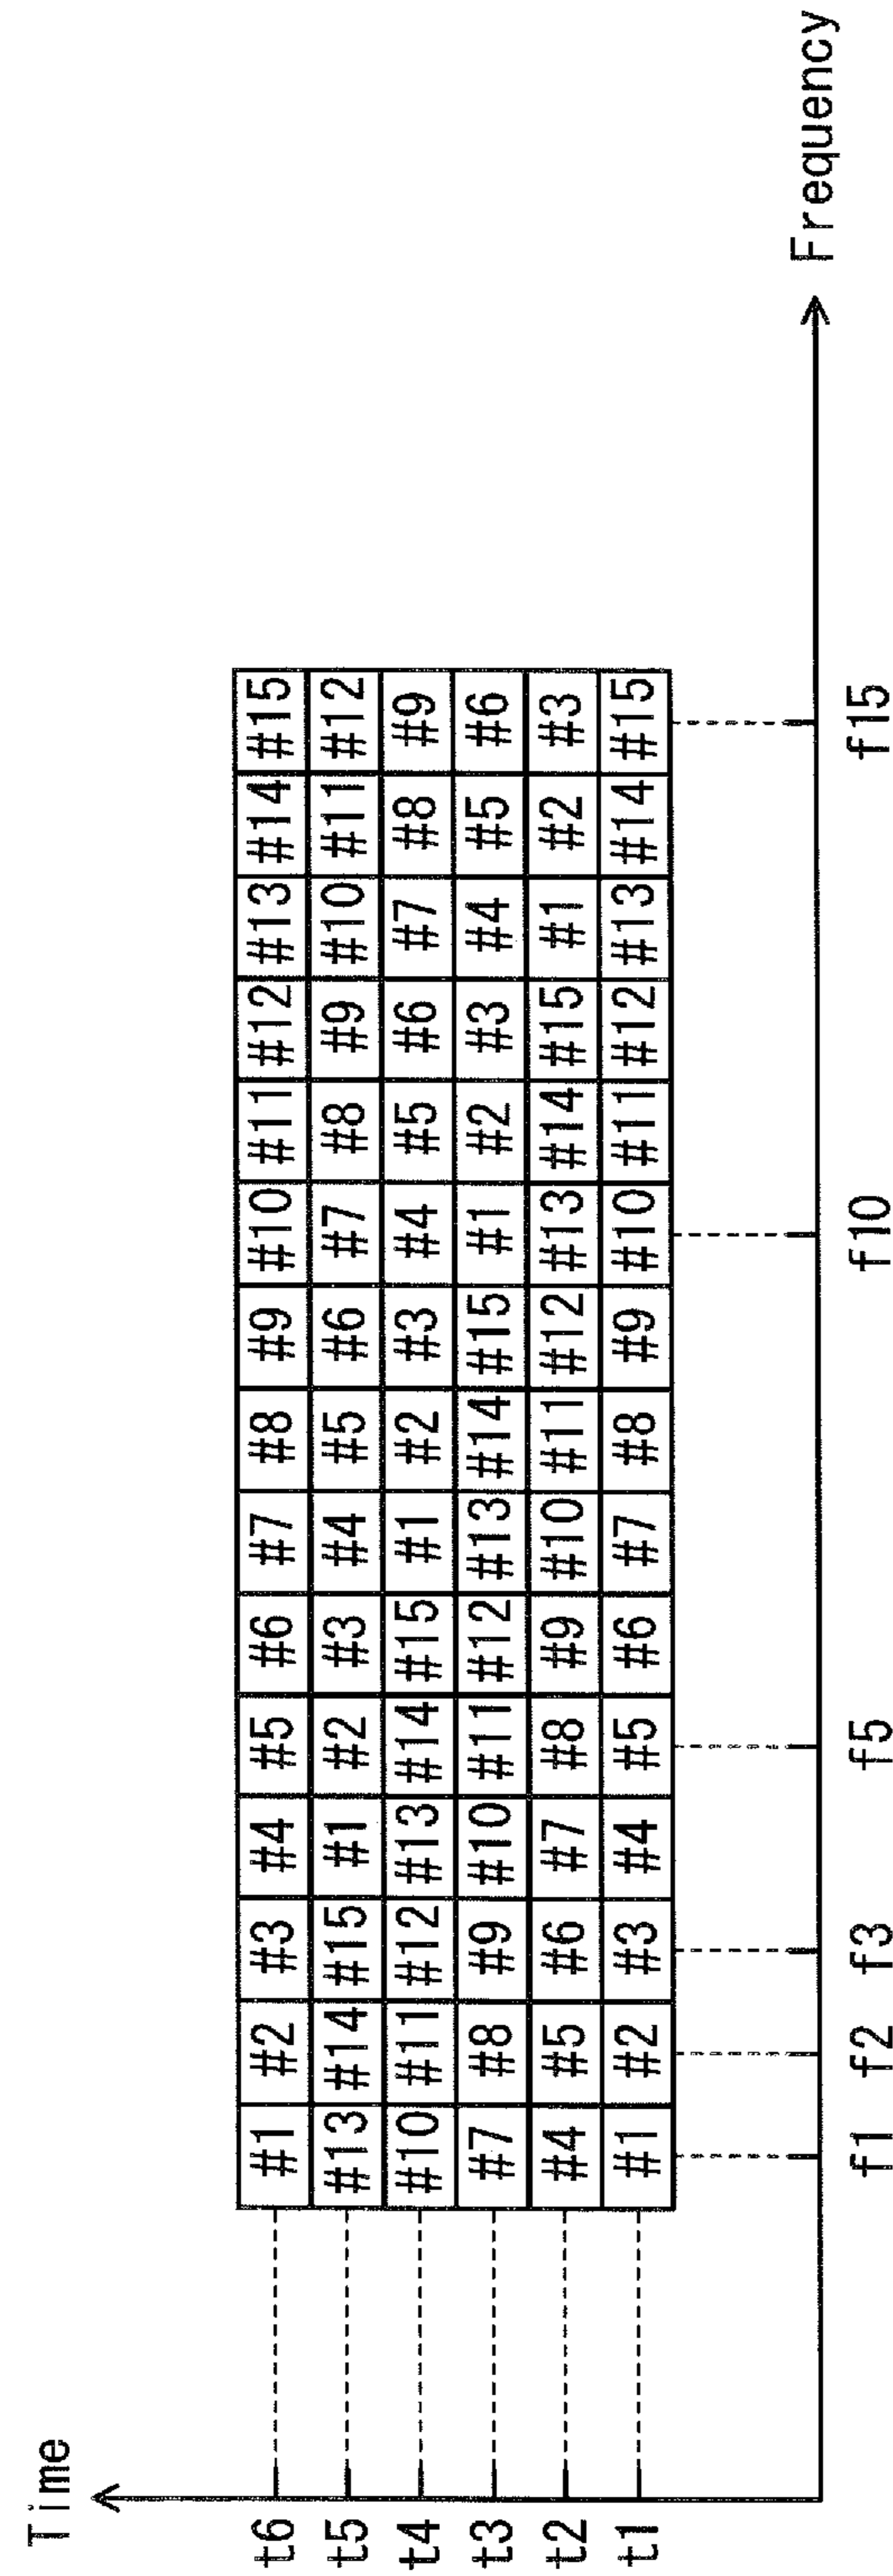 Time
t6 #1 #2 #3 #4 #5 #6 #7 #8 #9 #10 #11 #12 #13 #14 #15
t5 #13 #14 #15 #1 #2 #3 #4 #5 #6 #7 #8 #9 #10 #11 #12
t4 #10 #11 #12 #13 #14 #15 #1 #2 #3 #4 #5 #6 #7 #8 #9
t3 #7 #8 #9 #10 #11 #12 #13 #14 #15 #1 #2 #3 #4 #5 #6
t2 #4 #5 #6 #7 #8 #9 #10 #11 #12 #13 #14 #15 #1 #2 #3
t1 #1 #2 #3 #4 #5 #6 #7 #8 #9 #10 #11 #12 #13 #14 #15
Frequency
f1 f2 f3 f5 f10 f15